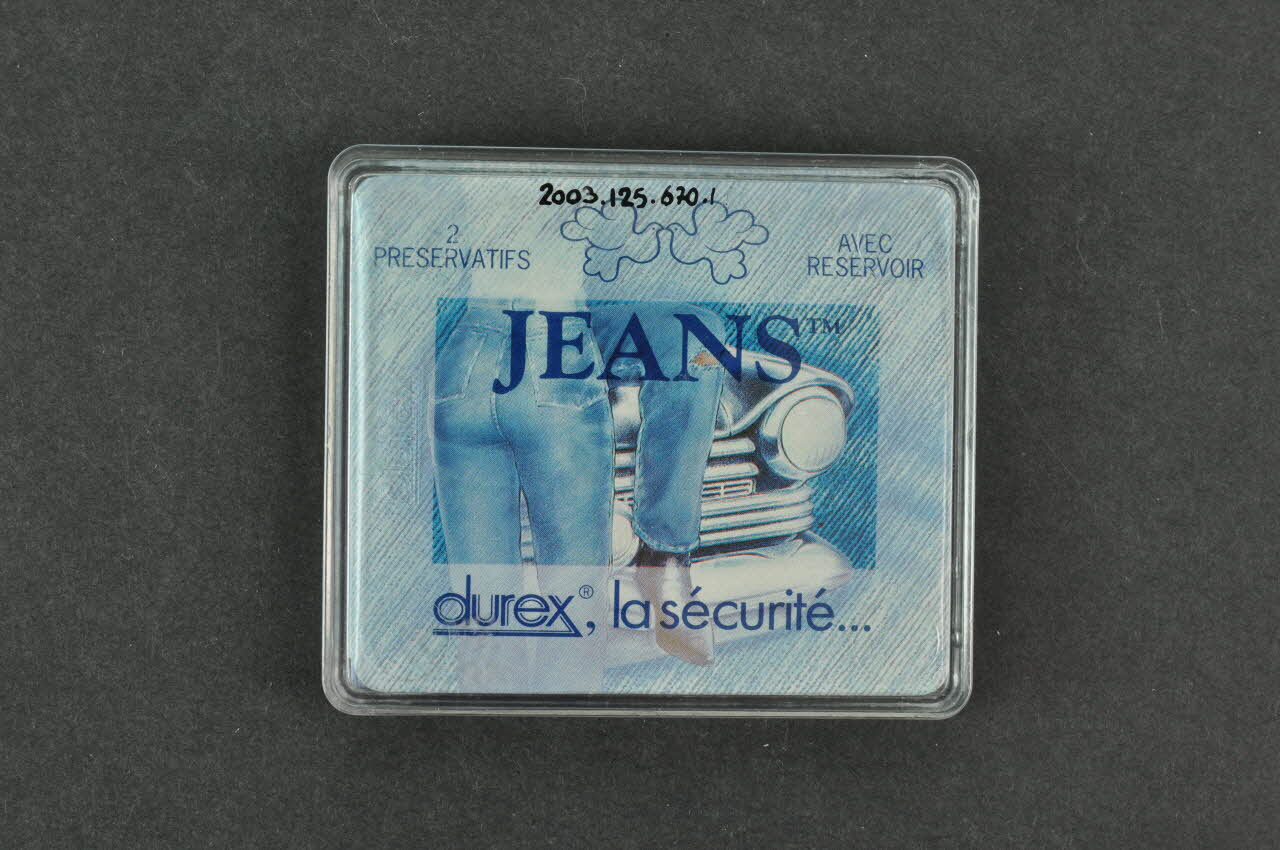 2003.125.670.1
2
PRESERVATIFS
AVEC
RESERVOIR
JEANS™
durex®, la sécurité...